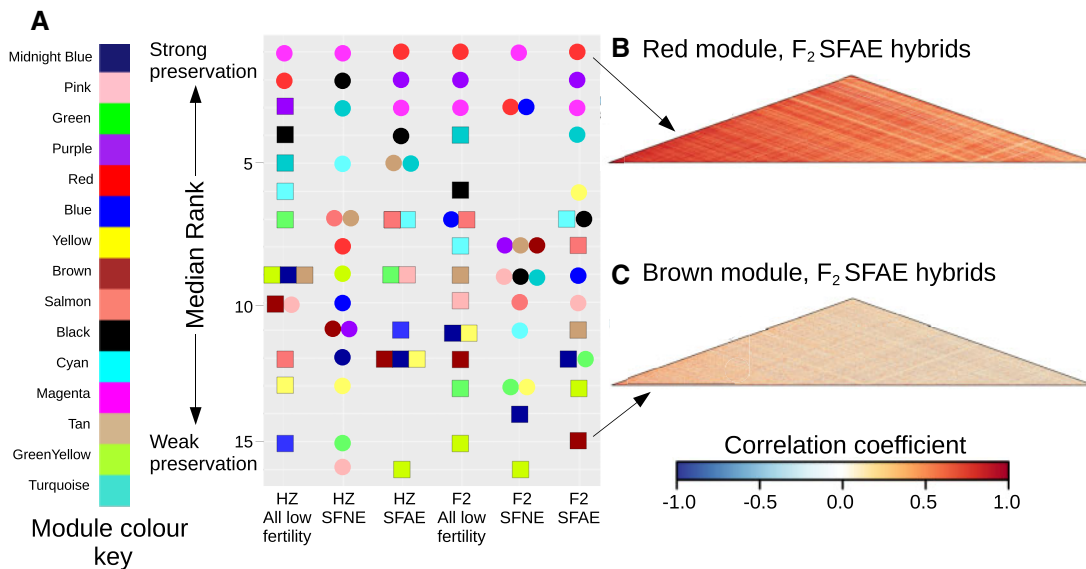 A
Midnight Blue
Pink
Green
Purple
Red
Blue
Yellow
Brown
Salmon
Black
Cyan
Magenta
Tan
GreenYellow
Turquoise
Module colour
key
Strong
preservation
Median Rank
Weak
preservation
5
10
15
HZ
All low
fertility
HZ
SFNE
HZ
SFAE
F2
All low
fertility
F2
SFNE
F2
SFAE
B Red module, F₂ SFAE hybrids
C Brown module, F₂ SFAE hybrids
Correlation coefficient
-1.0 -0.5 0.0 0.5 1.0